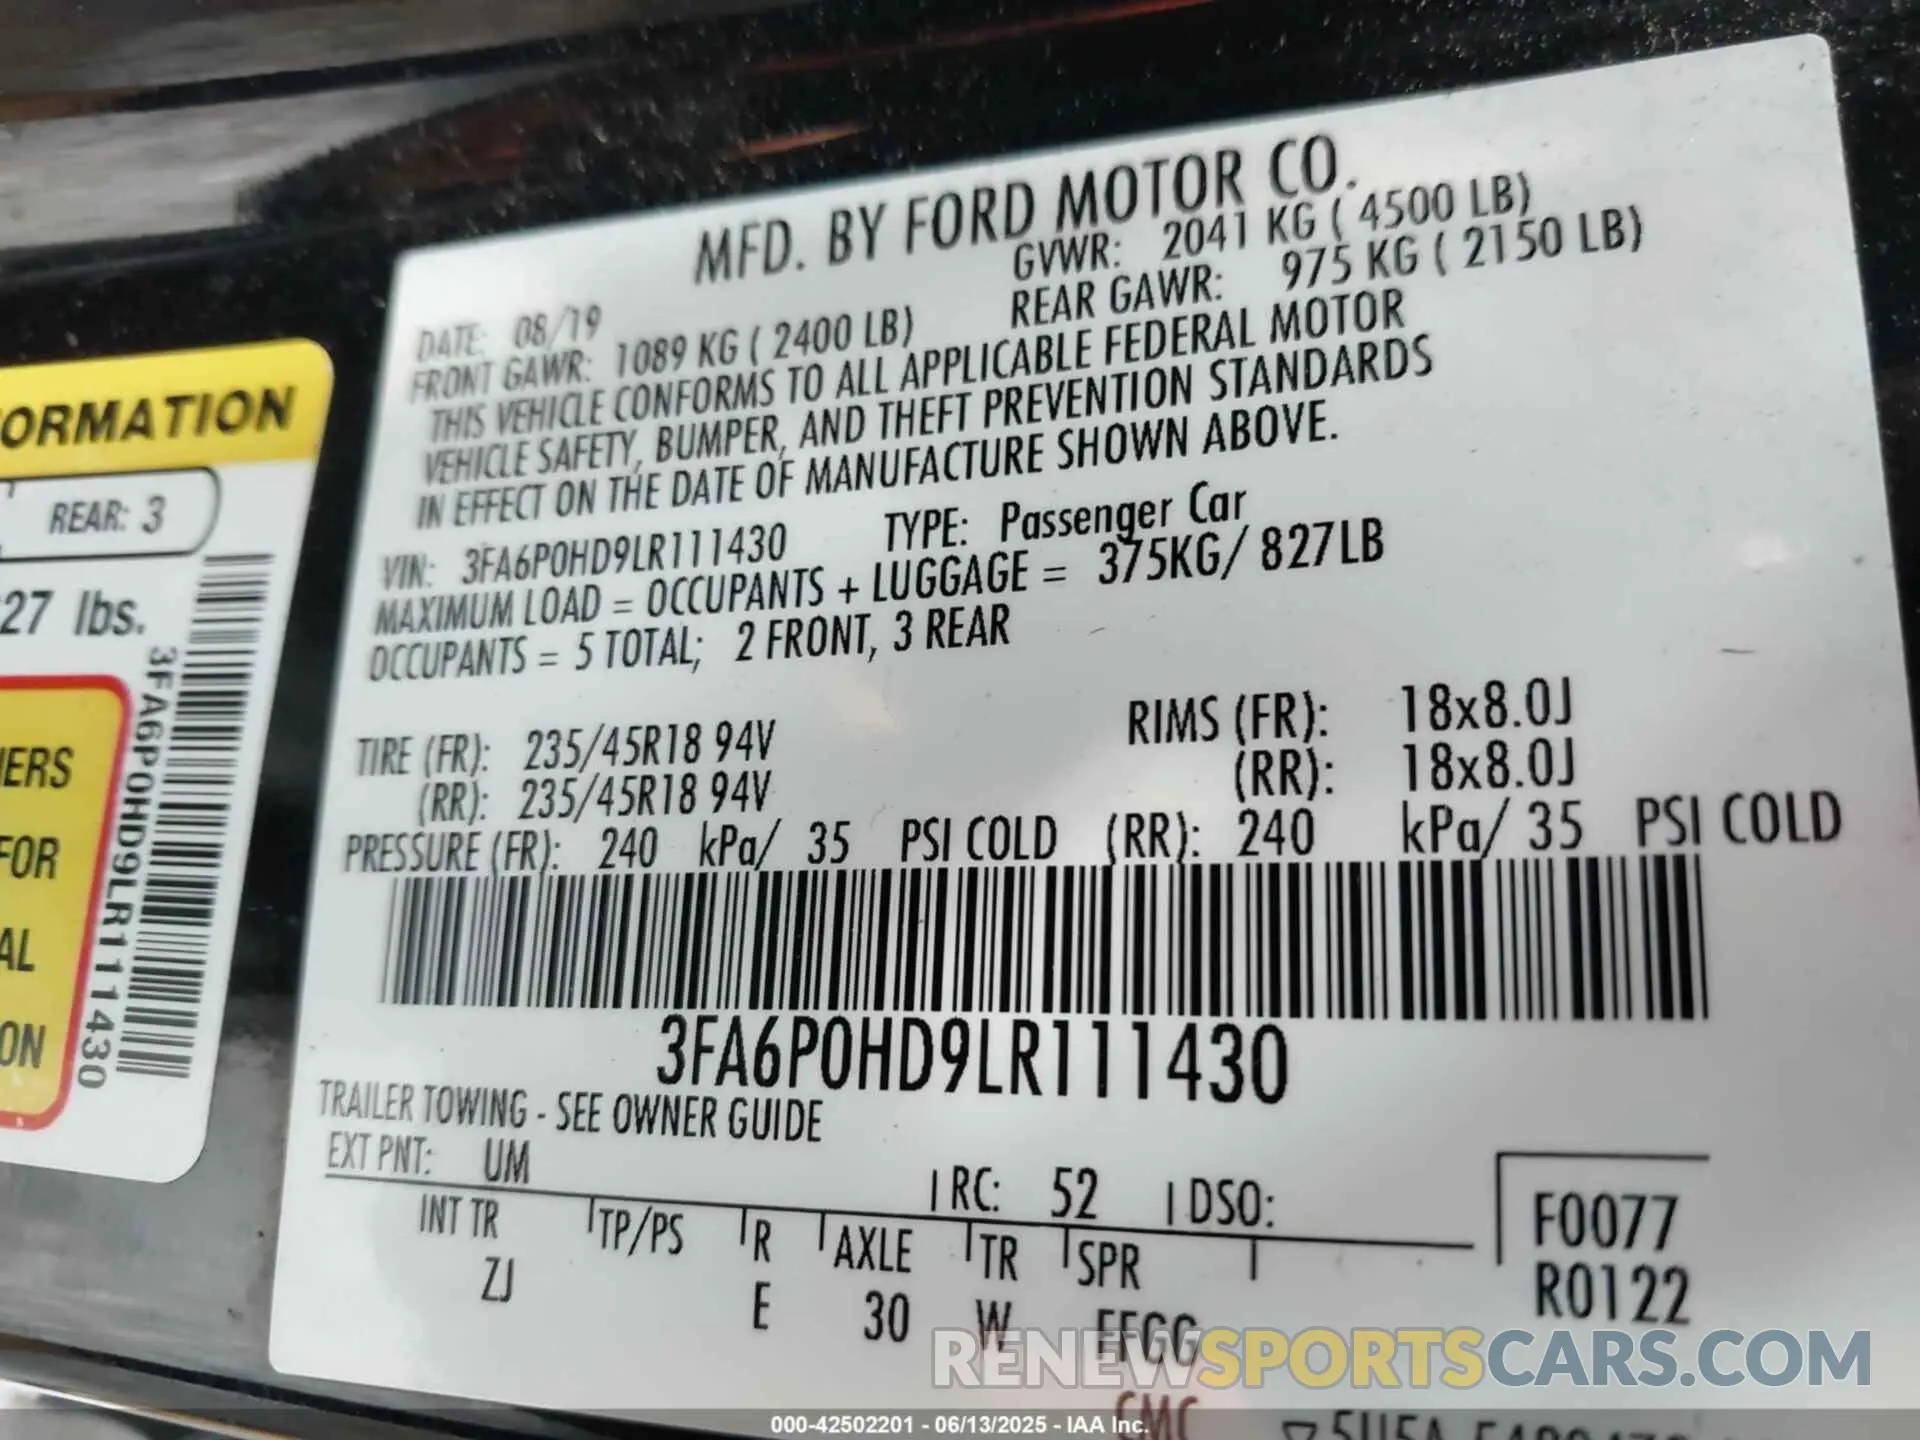 MFD. BY FORD MOTOR CO.
DATE: 08/19 GVWR: 2041 KG ( 4500 LB)
FRONT GAWR: 1089 KG ( 2400 LB) REAR GAWR: 975 KG ( 2150 LB)
THIS VEHICLE CONFORMS TO ALL APPLICABLE FEDERAL MOTOR
VEHICLE SAFETY, BUMPER, AND THEFT PREVENTION STANDARDS
IN EFFECT ON THE DATE OF MANUFACTURE SHOWN ABOVE.
VIN: 3FA6P0HD9LR111430 TYPE: Passenger Car
MAXIMUM LOAD = OCCUPANTS + LUGGAGE = 375KG/ 827LB
OCCUPANTS = 5 TOTAL; 2 FRONT, 3 REAR
TIRE (FR): 235/45R18 94V RIMS (FR): 18x8.0J
(RR): 235/45R18 94V (RR): 18x8.0J
PRESSURE (FR): 240 kPa/ 35 PSI COLD (RR): 240 kPa/ 35 PSI COLD
3FA6P0HD9LR111430
TRAILER TOWING - SEE OWNER GUIDE
EXT PNT: UM RC: 52 DSO:
INT TR TP/PS R AXLE TR SPR
ZJ E 30 W FFGG
F0077
R0122
ORMATION
REAR: 3
27 lbs.
3FA6P0HD9LR111430
IERS
FOR
AL
ON
RENEWSPORTSCARS.COM
000-42502201 - 06/13/2025 - IAA Inc.